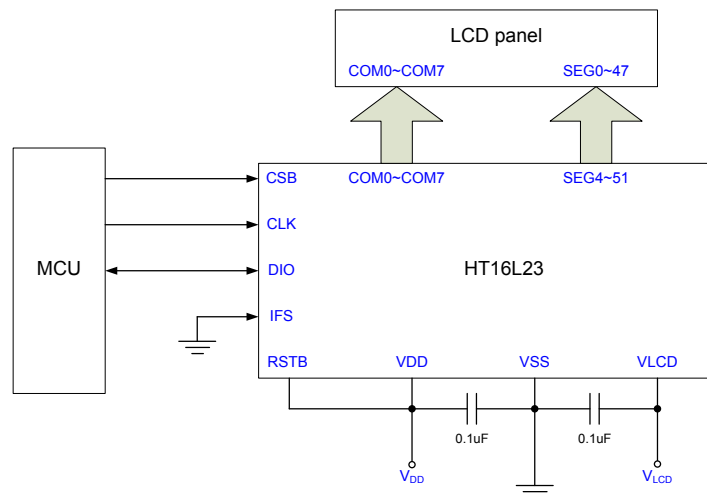 LCD panel
COM0~COM7 SEG0~47
CSB COM0~COM7 SEG4~51
CLK
MCU DIO HT16L23
IFS
RSTB VDD VSS VLCD
0.1uF 0.1uF
VDD VLCD